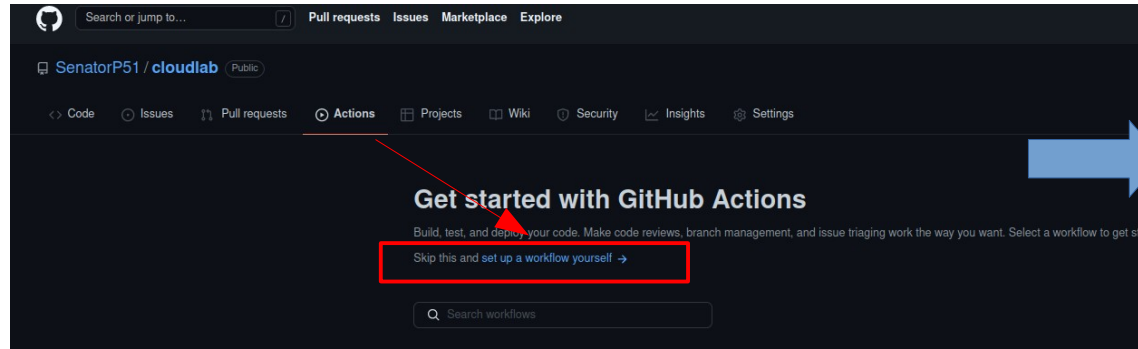 Search or jump to... / Pull requests Issues Marketplace Explore
SenatorP51 / cloudlab Public
<> Code Issues Pull requests Actions Projects Wiki Security Insights Settings
Get started with GitHub Actions
Build, test, and deploy your code. Make code reviews, branch management, and issue triaging work the way you want. Select a workflow to get
Skip this and set up a workflow yourself →
Search workflows